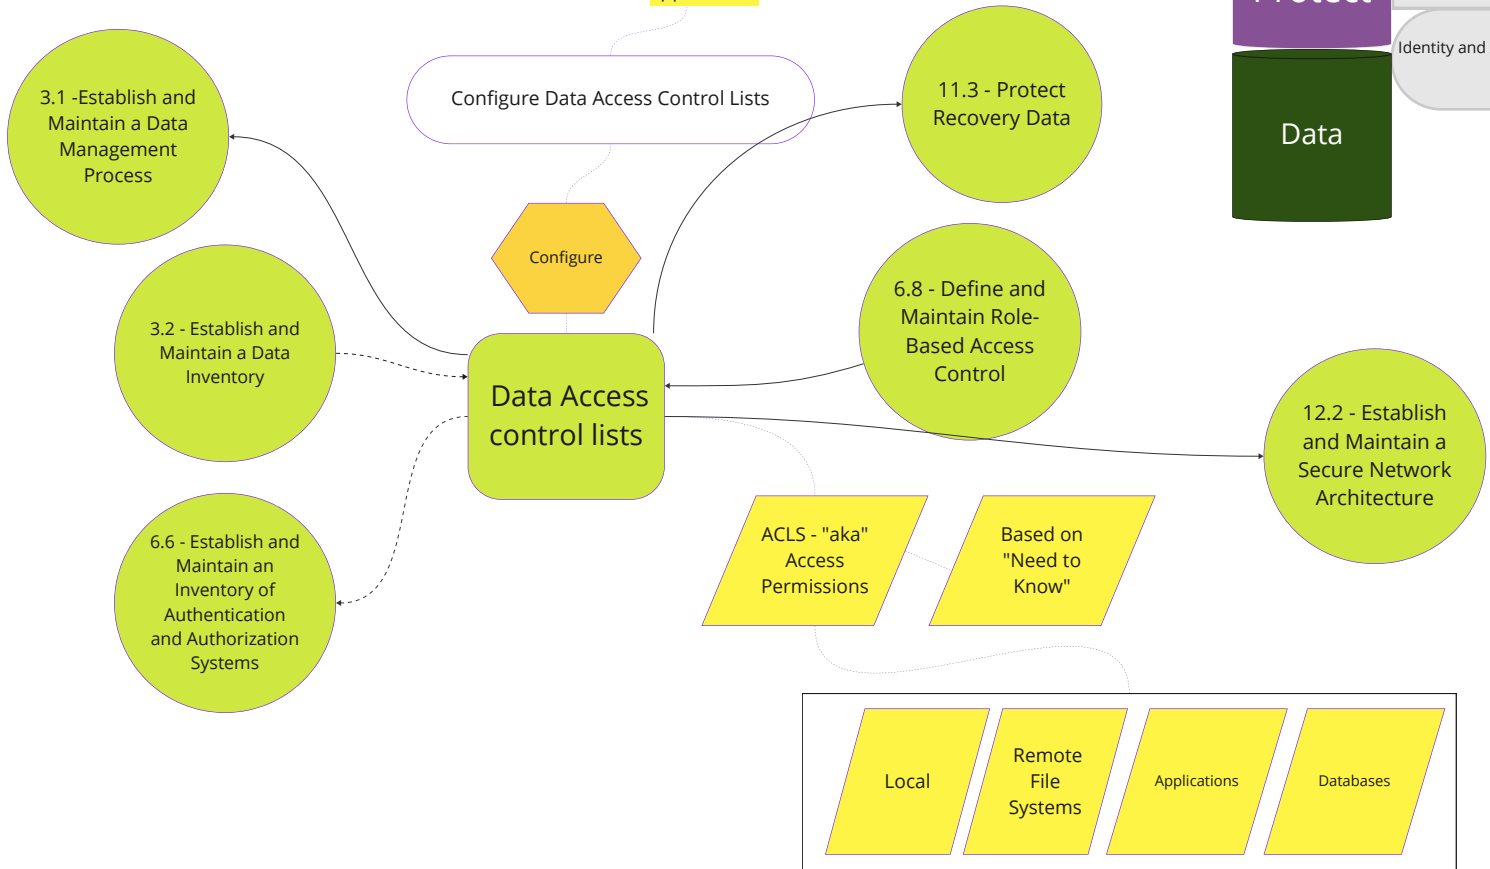 Protect
Identity and
Data
Configure Data Access Control Lists
3.1 -Establish and
Maintain a Data
Management
Process
11.3 - Protect
Recovery Data
Configure
3.2 - Establish and
Maintain a Data
Inventory
6.8 - Define and
Maintain Role-
Based Access
Control
Data Access
control lists
12.2 - Establish
and Maintain a
Secure Network
Architecture
6.6 - Establish and
Maintain an
Inventory of
Authentication
and Authorization
Systems
ACLS - "aka"
Access
Permissions
Based on
"Need to
Know"
Local
Remote
File
Systems
Applications
Databases